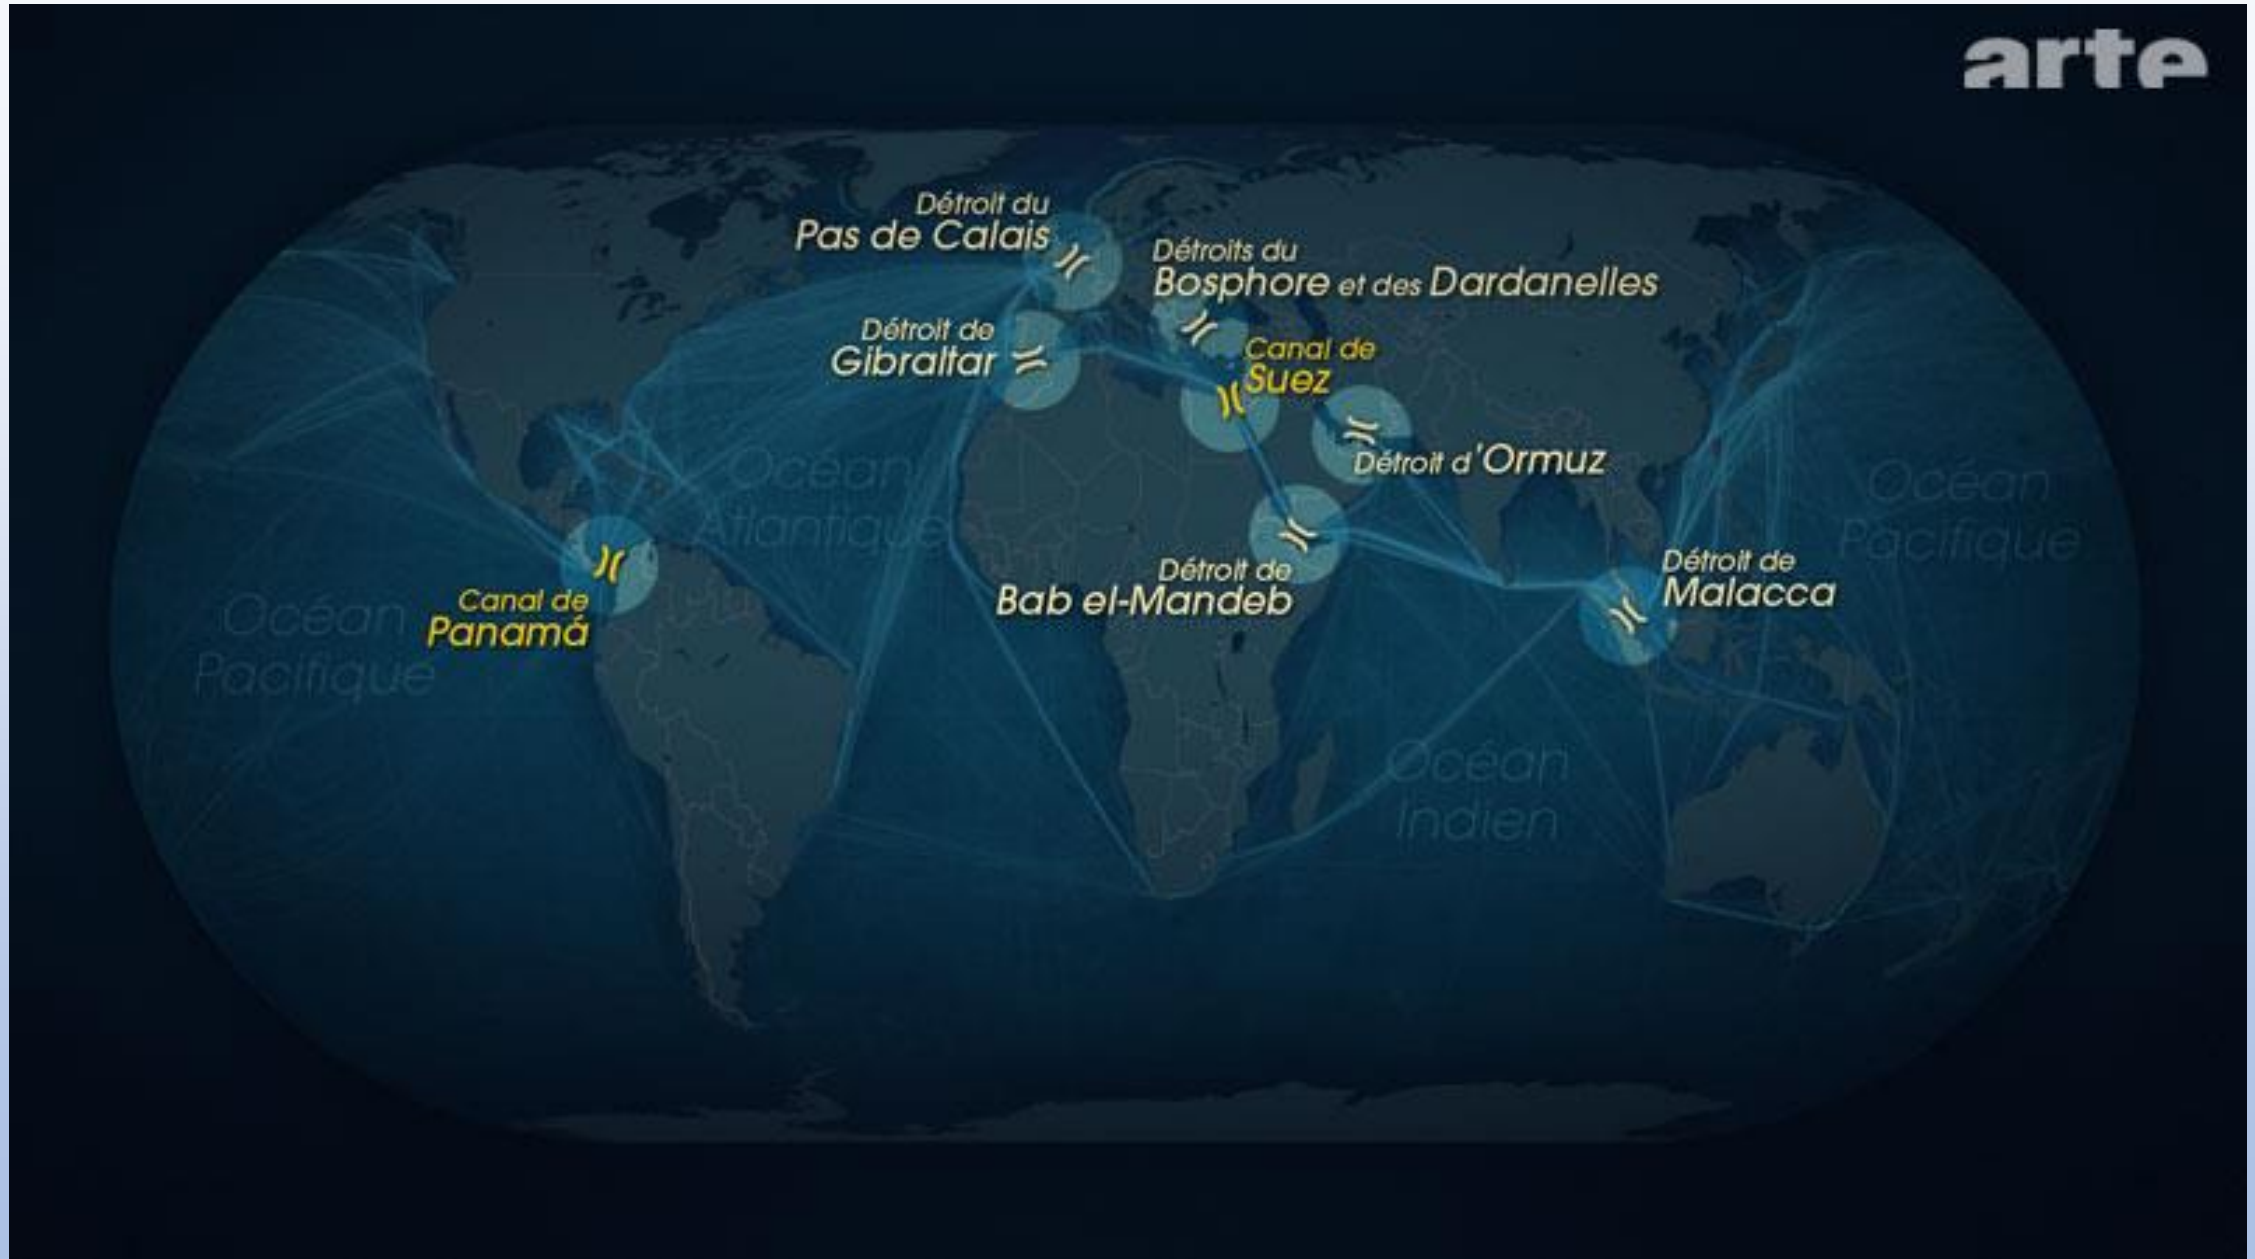 arte
Détroit du
Pas de Calais
Détroits du
Bosphore et des Dardanelles
Détroit de
Gibraltar
Canal de
Suez
Détroit d'Ormuz
Océan
Atlantique
Océan
Pacifique
Détroit de
Bab el-Mandeb
Détroit de
Malacca
Canal de
Panamá
Océan
Pacifique
Océan
Indien